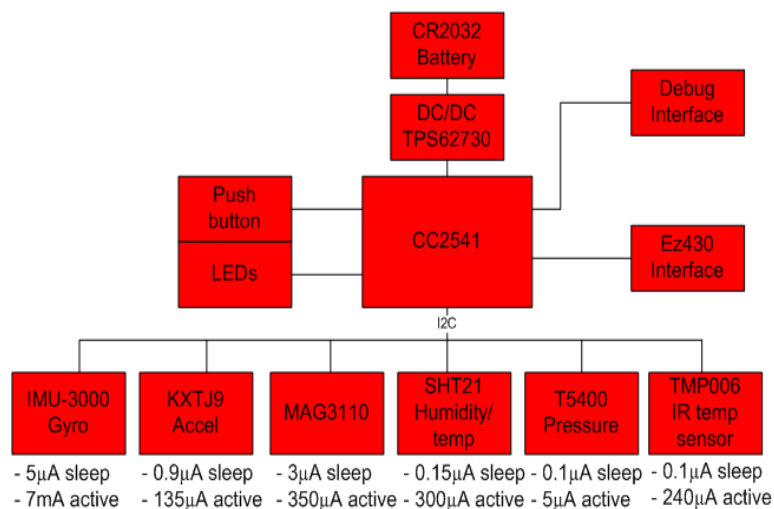 CR2032
Battery
DC/DC
TPS62730
Debug
Interface
Push
button
LEDs
CC2541
Ez430
Interface
I2C
IMU-3000
Gyro
KXTJ9
Accel
MAG3110
SHT21
Humidity/
temp
T5400
Pressure
TMP006
IR temp
sensor
- 5µA sleep
- 7mA active
- 0.9µA sleep
- 135µA active
- 3µA sleep
- 350µA active
- 0.15µA sleep
- 300µA active
- 0.1µA sleep
- 5µA active
- 0.1µA sleep
- 240µA active